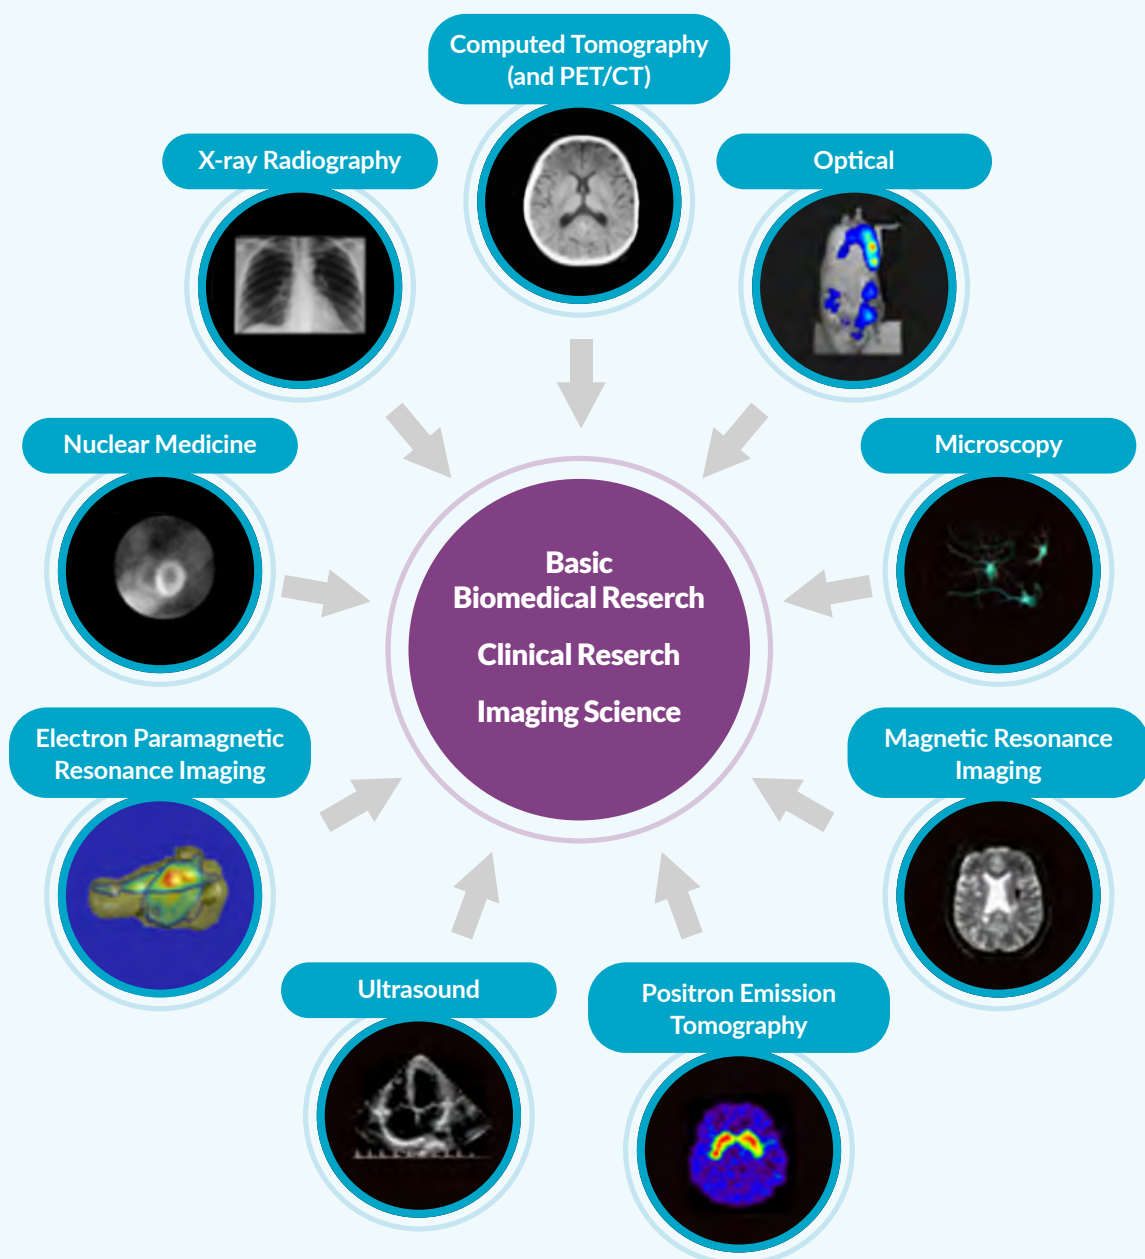 Computed Tomography
(and PET/CT)
X-ray Radiography
Optical
Nuclear Medicine
Microscopy
Basic
Biomedical Reserch
Clinical Reserch
Imaging Science
Electron Paramagnetic
Resonance Imaging
Magnetic Resonance
Imaging
Ultrasound
Positron Emission
Tomography